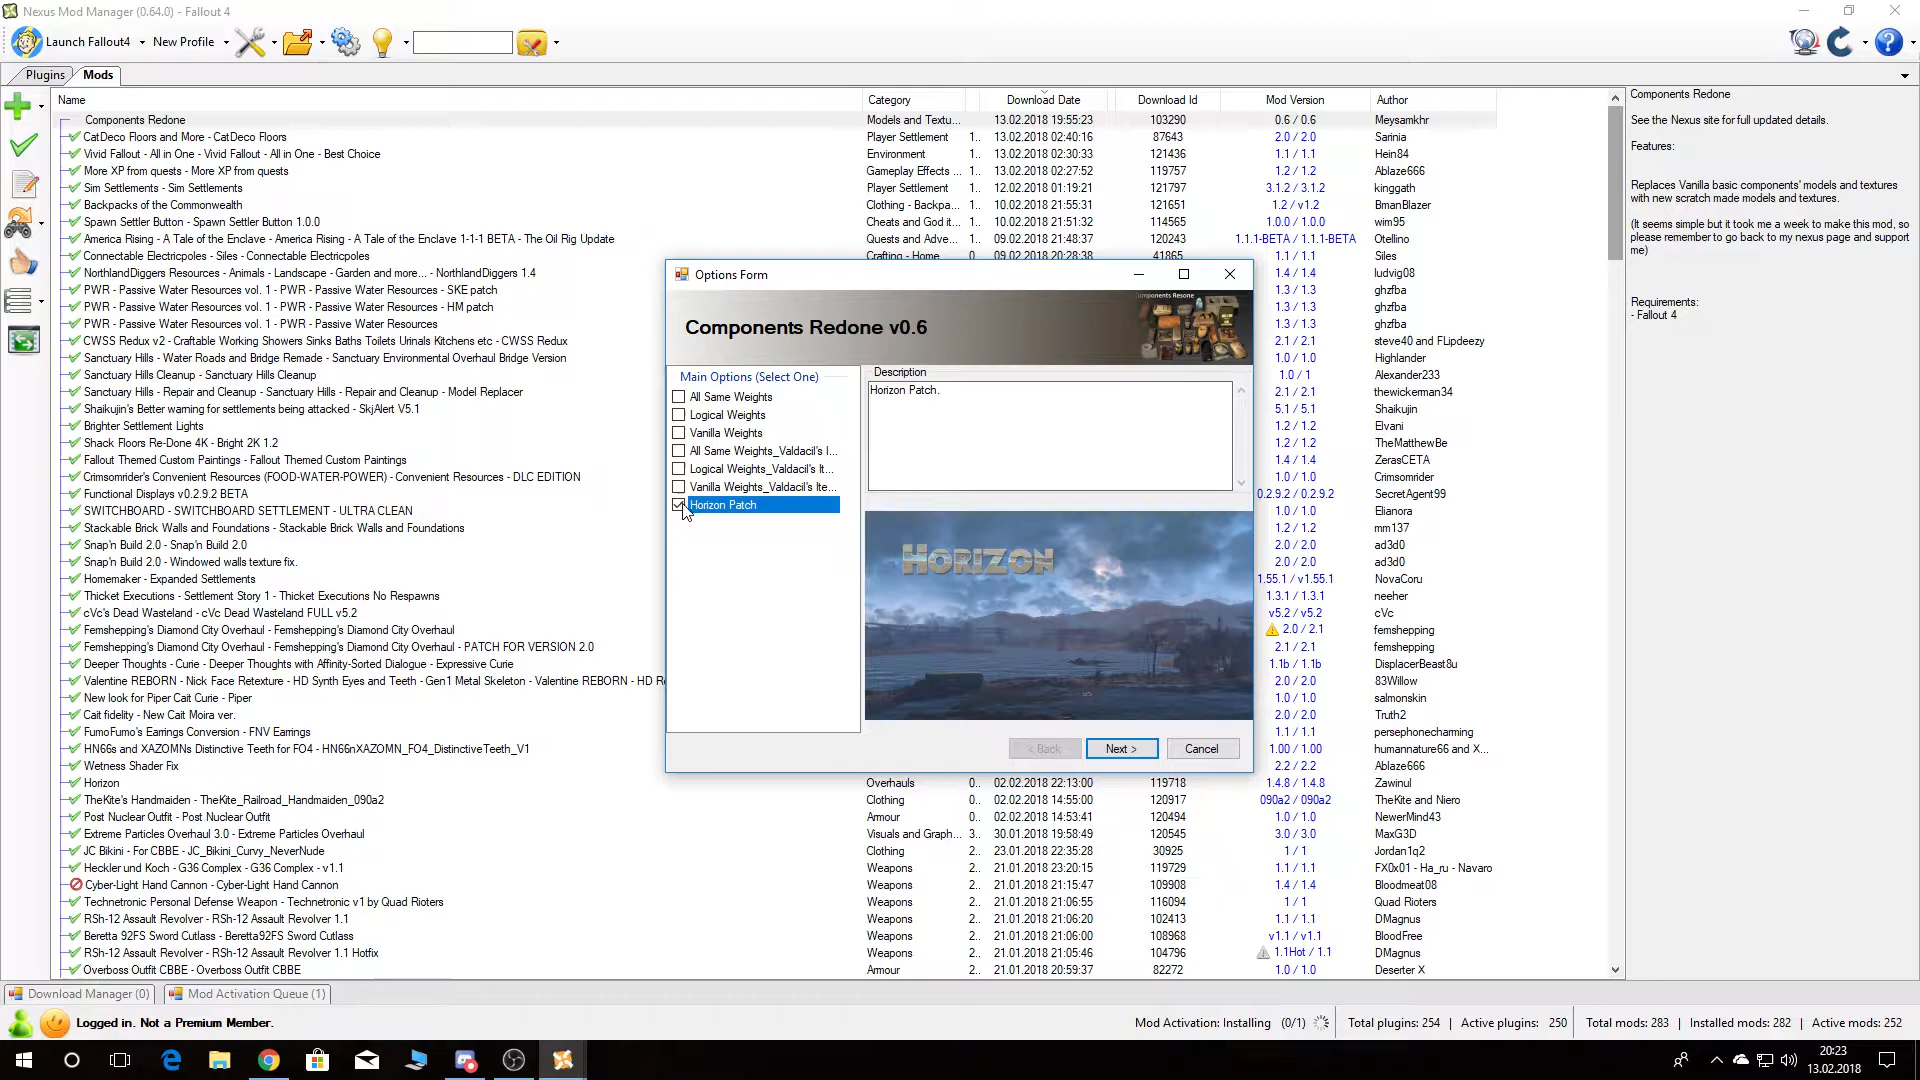 Nexus Mod Manager (0.64.0) - Fallout 4
Launch Fallout4 New Profile
Plugins Mods
Name Category Download Date Download Id Mod Version Author
Components Redone Models and Textu... 13.02.2018 19:55:23 103290 0.6 / 0.6 Meysamkhr
CatDeco Floors and More - CatDeco Floors Player Settlement 1.. 13.02.2018 02:40:16 87643 2.0 / 2.0 Sarinia
Vivid Fallout - All in One - Vivid Fallout - All in One - Best Choice Environment 1.. 13.02.2018 02:30:33 121436 1.1 / 1.1 Hein84
More XP from quests - More XP from quests Gameplay Effects ... 1.. 13.02.2018 02:27:52 119757 1.2 / 1.2 Ablaze666
Sim Settlements - Sim Settlements Player Settlement 1.. 12.02.2018 01:19:21 121797 3.1.2 / 3.1.2 kinggath
Backpacks of the Commonwealth Clothing - Backpa... 1.. 10.02.2018 21:55:31 121651 1.2 / v1.2 BmanBlazer
Spawn Settler Button - Spawn Settler Button 1.0.0 Cheats and God it... 1.. 10.02.2018 21:51:32 114565 1.0.0 / 1.0.0 wim95
America Rising - A Tale of the Enclave - America Rising - A Tale of the Enclave 1-1-1 BETA - The Oil Rig Update Quests and Adve... 1.. 09.02.2018 21:48:37 120243 1.1.1-BETA / 1.1.1-BETA Otellino
Connectable Electricpoles - Siles - Connectable Electricpoles Crafting - Home 0.. 09.02.2018 20:28:38 41865 1.1 / 1.1 Siles
NorthlandDiggers Resources - Animals - Landscape - Garden and more... - NorthlandDiggers 1.4 1.4 / 1.4 ludvig08
PWR - Passive Water Resources vol. 1 - PWR - Passive Water Resources - SKE patch 1.3 / 1.3 ghzfba
PWR - Passive Water Resources vol. 1 - PWR - Passive Water Resources - HM patch 1.3 / 1.3 ghzfba
PWR - Passive Water Resources vol. 1 - PWR - Passive Water Resources 1.3 / 1.3 ghzfba
CWSS Redux v2 - Craftable Working Showers Sinks Baths Toilets Urinals Kitchens etc - CWSS Redux 2.1 / 2.1 steve40 and FLipdeezy
Sanctuary Hills - Water Roads and Bridge Remade - Sanctuary Environmental Overhaul Bridge Version 1.0 / 1.0 Highlander
Sanctuary Hills Cleanup - Sanctuary Hills Cleanup 1.0 / 1 Alexander233
Sanctuary Hills - Repair and Cleanup - Sanctuary Hills - Repair and Cleanup - Model Replacer 2.1 / 2.1 thewickerman34
Shaikujin's Better warning for settlements being attacked - SkjAlert V5.1 5.1 / 5.1 Shaikujin
Brighter Settlement Lights 1.2 / 1.2 Elvani
Shack Floors Re-Done 4K - Bright 2K 1.2 1.2 / 1.2 TheMatthewBe
Fallout Themed Custom Paintings - Fallout Themed Custom Paintings 1.4 / 1.4 ZerasCETA
Crimsomrider's Convenient Resources (FOOD-WATER-POWER) - Convenient Resources - DLC EDITION 1.0 / 1.0 Crimsomrider
Functional Displays v0.2.9.2 BETA 0.2.9.2 / 0.2.9.2 SecretAgent99
SWITCHBOARD - SWITCHBOARD SETTLEMENT - ULTRA CLEAN 1.0 / 1.0 Elianora
Stackable Brick Walls and Foundations - Stackable Brick Walls and Foundations 1.2 / 1.2 mm137
Snap'n Build 2.0 - Snap'n Build 2.0 2.0 / 2.0 ad3d0
Snap'n Build 2.0 - Windowed walls texture fix. 2.0 / 2.0 ad3d0
Homemaker - Expanded Settlements 1.55.1 / v1.55.1 NovaCoru
Thicket Executions - Settlement Story 1 - Thicket Executions No Respawns 1.3.1 / 1.3.1 neeher
cVc's Dead Wasteland - cVc Dead Wasteland FULL v5.2 v5.2 / v5.2 cVc
Femshepping's Diamond City Overhaul - Femshepping's Diamond City Overhaul 2.0 / 2.1 femshepping
Femshepping's Diamond City Overhaul - Femshepping's Diamond City Overhaul - PATCH FOR VERSION 2.0 2.1 / 2.1 femshepping
Deeper Thoughts - Curie - Deeper Thoughts with Affinity-Sorted Dialogue - Expressive Curie 1.1b / 1.1b DisplacerBeast8u
Valentine REBORN - Nick Face Retexture - HD Synth Eyes and Teeth - Gen1 Metal Skeleton - Valentine REBORN - HD R 2.0 / 2.0 83Willow
New look for Piper Cait Curie - Piper 1.0 / 1.0 salmonskin
Cait fidelity - New Cait Moira ver. 2.0 / 2.0 Truth2
FumoFumo's Earrings Conversion - FNV Earrings 1.1 / 1.1 persephonecharming
HN66s and XAZOMNs Distinctive Teeth for FO4 - HN66nXAZOMN_FO4_DistinctiveTeeth_V1 1.00 / 1.00 humannature66 and X...
Wetness Shader Fix 2.2 / 2.2 Ablaze666
Horizon Overhauls 0.. 02.02.2018 22:13:00 119718 1.4.8 / 1.4.8 Zawinul
TheKite's Handmaiden - TheKite_Railroad_Handmaiden_090a2 Clothing 0.. 02.02.2018 14:55:00 120917 090a2 / 090a2 TheKite and Niero
Post Nuclear Outfit - Post Nuclear Outfit Armour 0.. 02.02.2018 14:53:41 120494 1.0 / 1.0 NewerMind43
Extreme Particles Overhaul 3.0 - Extreme Particles Overhaul Visuals and Graph... 3.. 30.01.2018 19:58:49 120545 3.0 / 3.0 MaxG3D
JC Bikini - For CBBE - JC_Bikini_Curvy_NeverNude Clothing 2.. 23.01.2018 22:35:28 30925 1 / 1 Jordan1q2
Heckler und Koch - G36 Complex - G36 Complex - v1.1 Weapons 2.. 21.01.2018 23:20:15 119729 1.1 / 1.1 FX0x01 - Ha_ru - Navaro
Cyber-Light Hand Cannon - Cyber-Light Hand Cannon Weapons 2.. 21.01.2018 21:15:47 109908 1.4 / 1.4 Bloodmeat08
Technetronic Personal Defense Weapon - Technetronic v1 by Quad Rioters Weapons 2.. 21.01.2018 21:06:55 116094 1 / 1 Quad Rioters
RSh-12 Assault Revolver - RSh-12 Assault Revolver 1.1 Weapons 2.. 21.01.2018 21:06:20 102413 1.1 / 1.1 DMagnus
Beretta 92FS Sword Cutlass - Beretta92FS Sword Cutlass Weapons 2.. 21.01.2018 21:06:00 108968 v1.1 / v1.1 BloodFree
RSh-12 Assault Revolver - RSh-12 Assault Revolver 1.1 Hotfix Weapons 2.. 21.01.2018 21:05:46 104796 1.1Hot / 1.1 DMagnus
Overboss Outfit CBBE - Overboss Outfit CBBE Armour 2.. 21.01.2018 20:59:37 82272 1.0 / 1.0 Deserter X
Options Form
Components Redone v0.6
Components Resone
Main Options (Select One)
All Same Weights
Logical Weights
Vanilla Weights
All Same Weights_Valdacil's I...
Logical Weights_Valdacil's It...
Vanilla Weights_Valdacil's Ite...
Horizon Patch
Description
Horizon Patch.
HORIZON
< Back Next > Cancel
Components Redone
See the Nexus site for full updated details.
Features:
Replaces Vanilla basic components' models and textures
with new scratch made models and textures.
(It seems simple but it took me a week to make this mod, so
please remember to go back to my nexus page and support
me)
Requirements:
- Fallout 4
Download Manager (0) Mod Activation Queue (1)
Logged in. Not a Premium Member. Mod Activation: Installing (0/1) Total plugins: 254 | Active plugins: 250 Total mods: 283 | Installed mods: 282 | Active mods: 252
20:23
13.02.2018